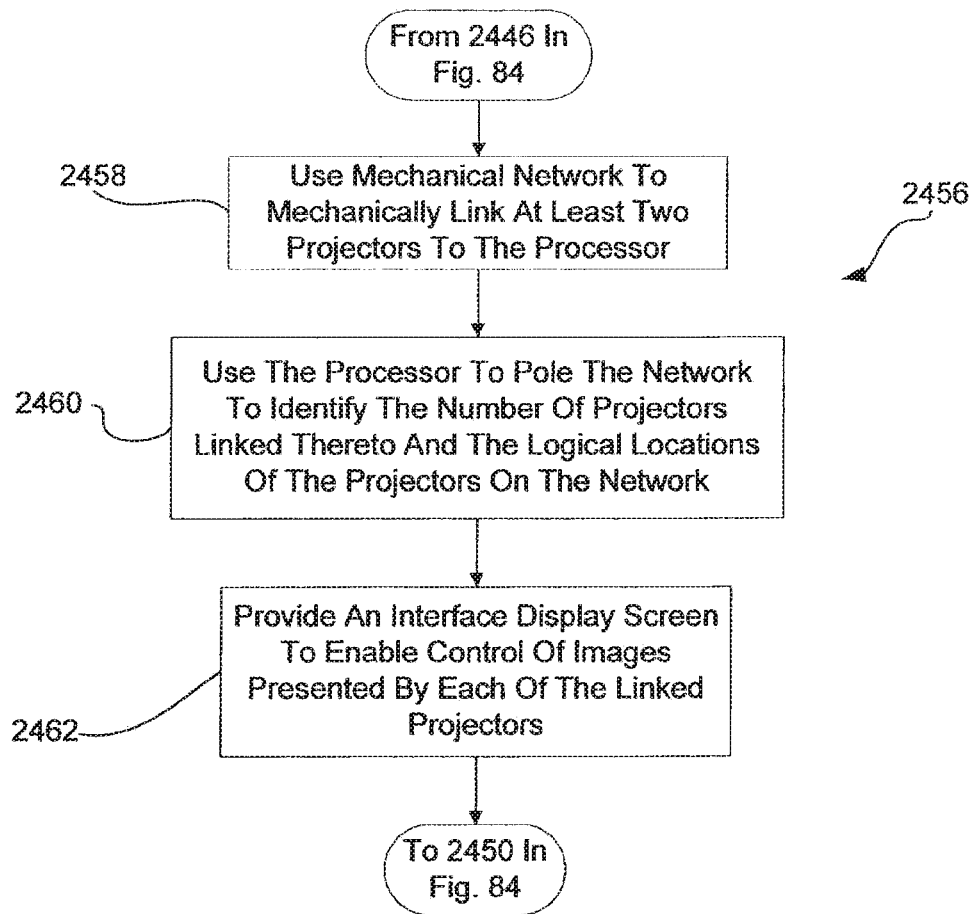 From 2446 In
Fig. 84
2458
Use Mechanical Network To
Mechanically Link At Least Two
Projectors To The Processor
2456
2460
Use The Processor To Pole The Network
To Identify The Number Of Projectors
Linked Thereto And The Logical Locations
Of The Projectors On The Network
Provide An Interface Display Screen
To Enable Control Of Images
Presented By Each Of The Linked
Projectors
2462
To 2450 In
Fig. 84